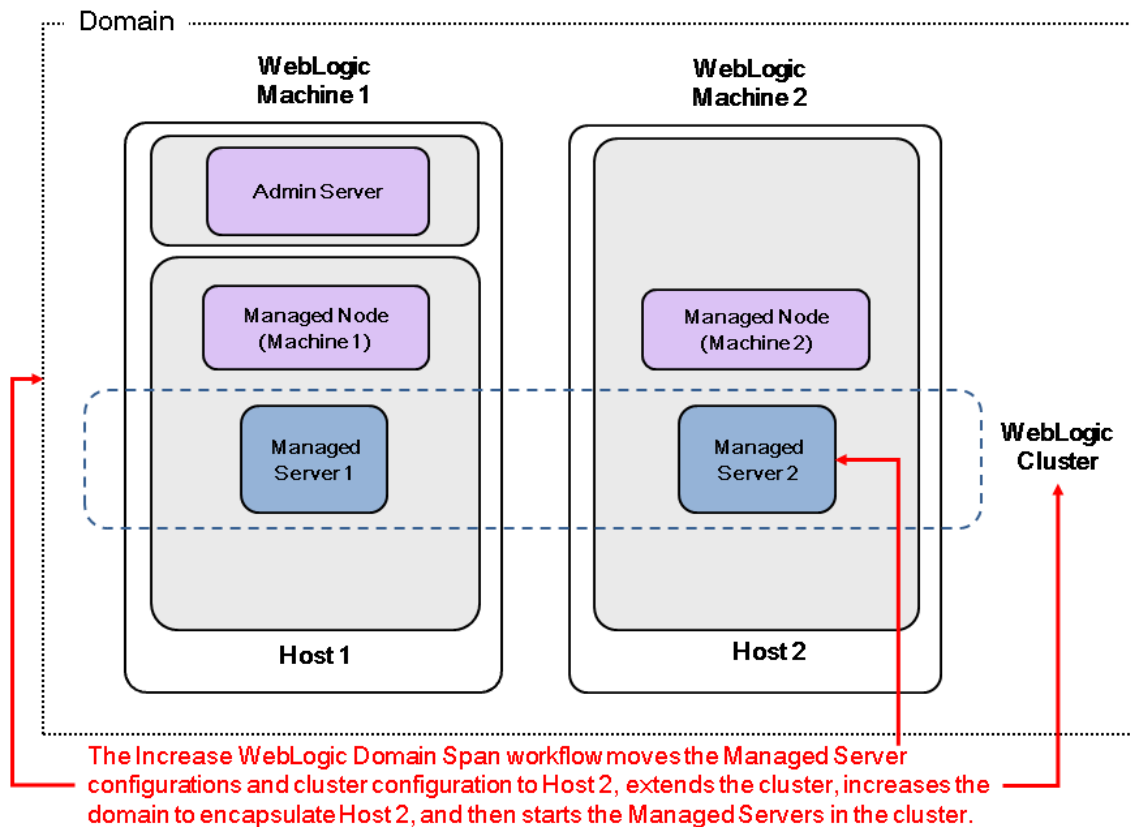 Domain
WebLogic
Machine 1
WebLogic
Machine 2
Admin Server
Managed Node
(Machine 1)
Managed Node
(Machine 2)
Managed
Server 1
Managed
Server 2
WebLogic
Cluster
Host 1
Host 2
The Increase WebLogic Domain Span workflow moves the Managed Server
configurations and cluster configuration to Host 2, extends the cluster, increases the
domain to encapsulate Host 2, and then starts the Managed Servers in the cluster.